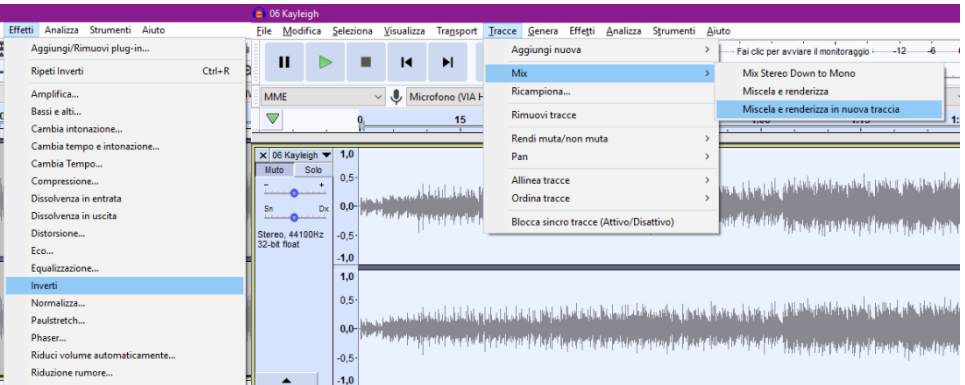 Effetti Analizza Strumenti Aiuto
Aggiungi/Rimuovi plug-in...
Ripeti Inverti Ctrl+R
Amplifica...
Bassi e alti...
Cambia intonazione...
Cambia tempo e intonazione...
Cambia Tempo...
Compressione...
Dissolvenza in entrata
Dissolvenza in uscita
Distorsione...
Eco...
Equalizzazione...
Inverti
Normalizza...
Paulstretch...
Phaser...
Riduci volume automaticamente...
Riduzione rumore...
06 Kayleigh
File Modifica Seleziona Visualizza Transport Tracce Genera Effetti Analizza Strumenti Aiuto
Fai clic per avviare il monitoraggio -12 -6
MME Microfono (VIA H
15
Aggiungi nuova
Mix
Ricampiona...
Rimuovi tracce
Rendi muta/non muta
Pan
Allinea tracce
Ordina tracce
Blocca sincro tracce (Attivo/Disattivo)
Mix Stereo Down to Mono
Miscela e renderizza
Miscela e renderizza in nuova traccia
06 Kayleigh
Muto Solo
- +
Sn Dx
Stereo, 44100Hz
32-bit float
1,0
0,5-
0,0-
-0,5-
-1,0
1,0
0,5-
0,0-
-0,5-
-1,0